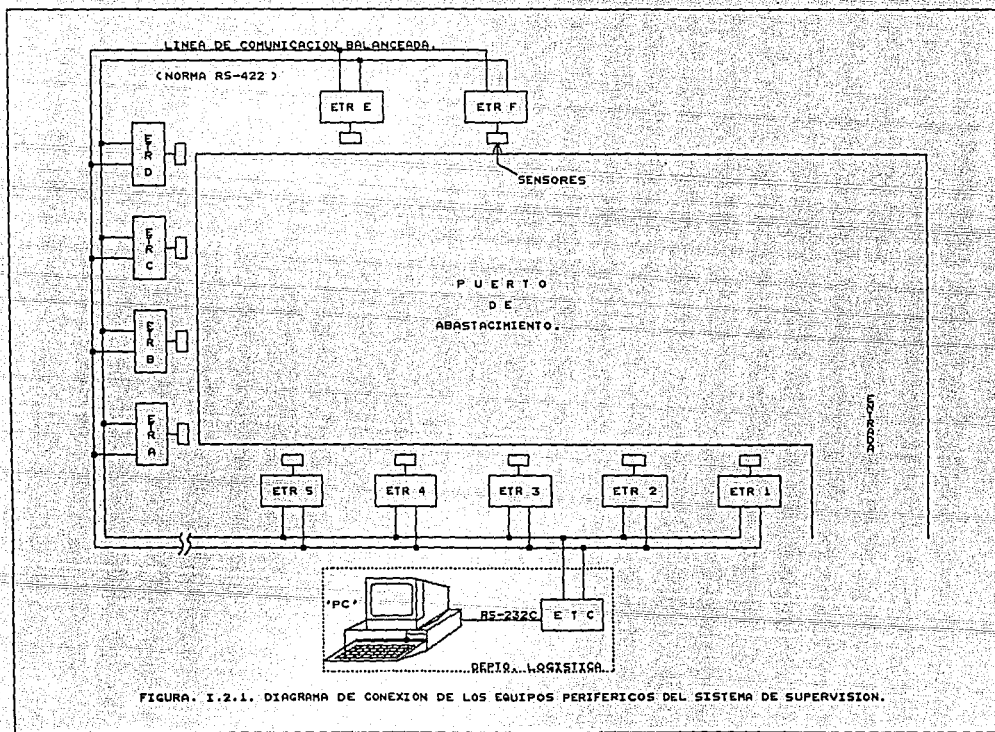 LINEA DE COMUNICACION BALANCEADA.
(NORMA RS-422)
ETR E
ETR F
SENSORES
ETR D
ETR C
ETR B
ETR A
PUERTO
DE
ABASTACIMIENTO.
ENTRADA
ETR 5
ETR 4
ETR 3
ETR 2
ETR 1
"PC"
RS-232C
ETC
DEPTO. LOGISTICA
FIGURA. I.2.1. DIAGRAMA DE CONEXION DE LOS EQUIPOS PERIFERICOS DEL SISTEMA DE SUPERVISION.